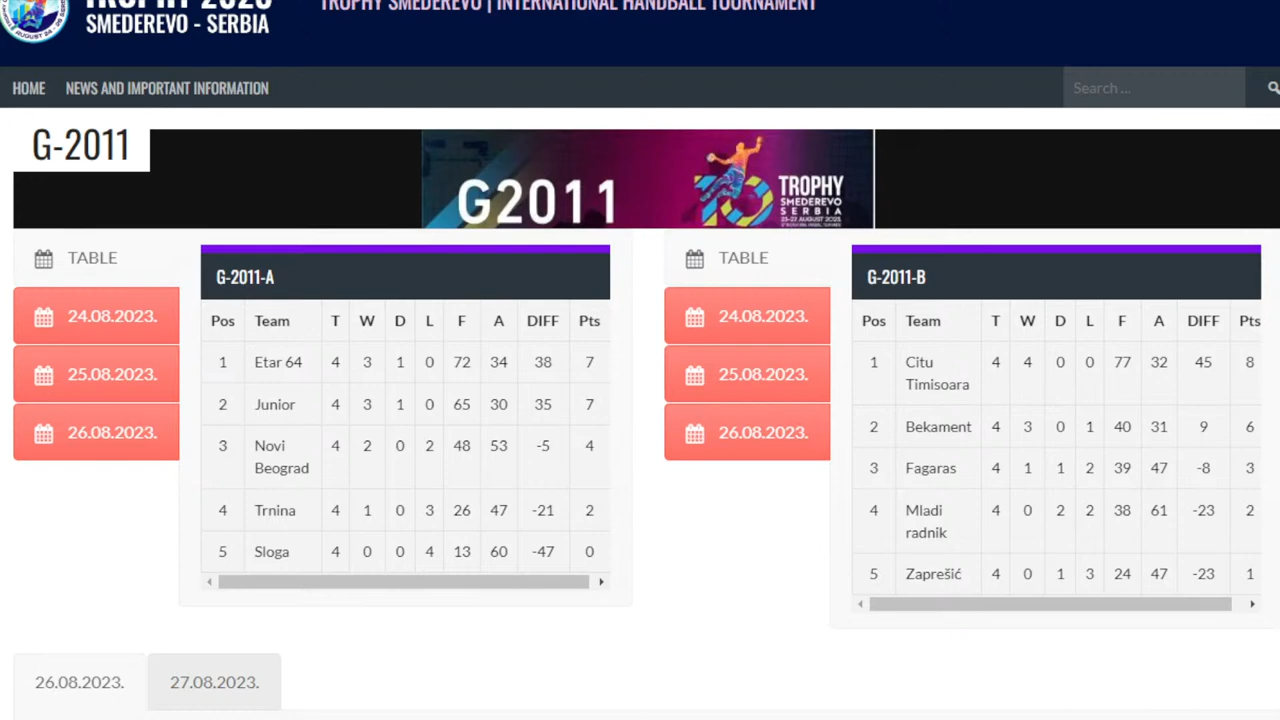 TROPHY 2023
SMEDEREVO - SERBIA
TROPHY SMEDEREVO | INTERNATIONAL HANDBALL TOURNAMENT
HOME NEWS AND IMPORTANT INFORMATION Search ...
G-2011
G2011
TROPHY
SMEDEREVO
SERBIA
TABLE
24.08.2023.
25.08.2023.
26.08.2023.
G-2011-A
Pos Team T W D L F A DIFF Pts
1 Etar 64 4 3 1 0 72 34 38 7
2 Junior 4 3 1 0 65 30 35 7
3 Novi Beograd 4 2 0 2 48 53 -5 4
4 Trnina 4 1 0 3 26 47 -21 2
5 Sloga 4 0 0 4 13 60 -47 0
TABLE
24.08.2023.
25.08.2023.
26.08.2023.
G-2011-B
Pos Team T W D L F A DIFF Pts
1 Citu Timisoara 4 4 0 0 77 32 45 8
2 Bekament 4 3 0 1 40 31 9 6
3 Fagaras 4 1 1 2 39 47 -8 3
4 Mladi radnik 4 0 2 2 38 61 -23 2
5 Zaprešić 4 0 1 3 24 47 -23 1
26.08.2023. 27.08.2023.